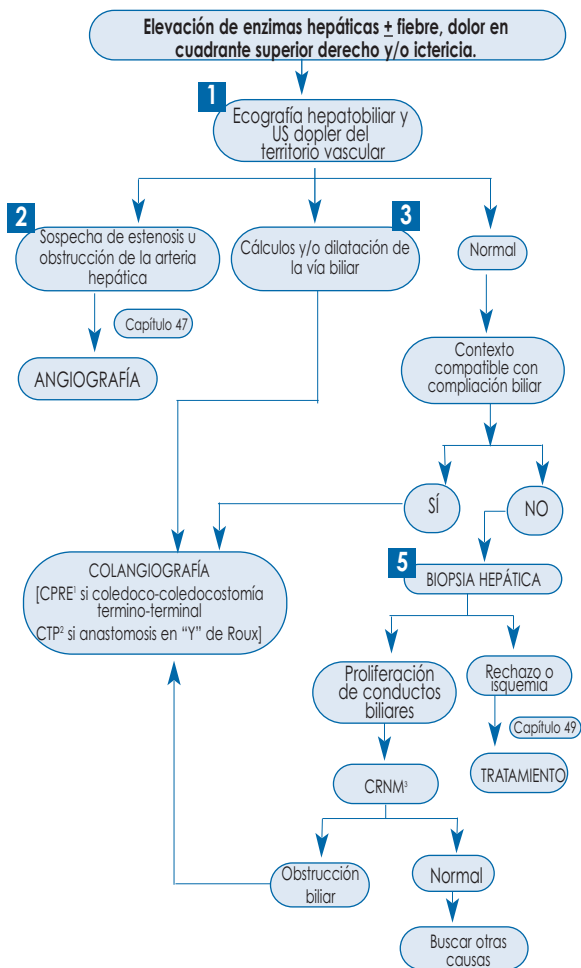 Elevación de enzimas hepáticas ± fiebre, dolor en
cuadrante superior derecho y/o ictericia.
1
Ecografía hepatobiliar y
US dopler del
territorio vascular
2
Sospecha de estenosis u
obstrucción de la arteria
hepática
3
Cálculos y/o dilatación de
la vía biliar
Normal
Capítulo 47
ANGIOGRAFÍA
Contexto
compatible con
compliación biliar
SÍ
NO
COLANGIOGRAFÍA
[CPRE¹ si coledoco-coledocostomía
termino-terminal
CTP² si anastomosis en “Y” de Roux]
5
BIOPSIA HEPÁTICA
Proliferación
de conductos
biliares
Rechazo o
isquemia
Capítulo 49
CRNM³
TRATAMIENTO
Obstrucción
biliar
Normal
Buscar otras
causas